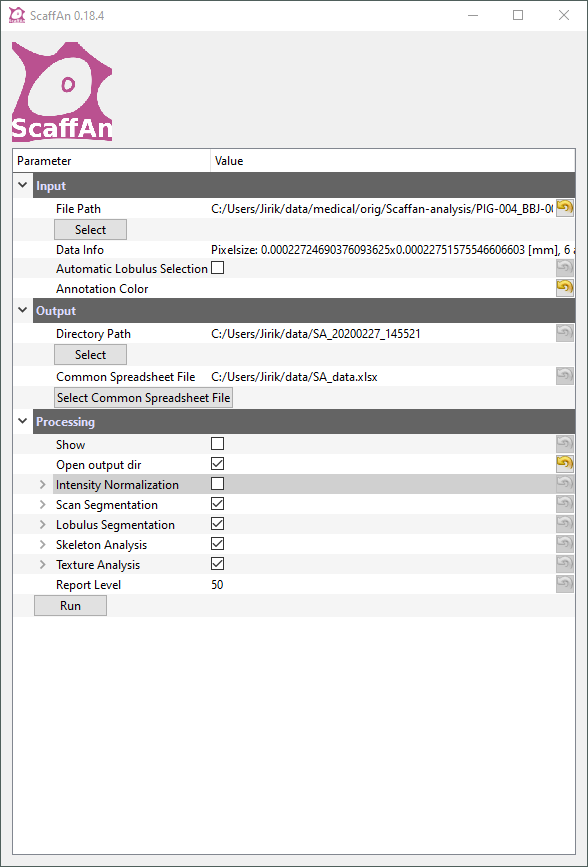 ScaffAn 0.18.4
ScaffAn
Parameter Value
Input
File Path C:/Users/Jirik/data/medical/orig/Scaffan-analysis/PIG-004_BBJ-00
Select
Data Info Pixelsize: 0.00022724690376093625x0.00022751575546606603 [mm], 6 a
Automatic Lobulus Selection
Annotation Color
Output
Directory Path C:/Users/Jirik/data/SA_20200227_145521
Select
Common Spreadsheet File C:/Users/Jirik/data/SA_data.xlsx
Select Common Spreadsheet File
Processing
Show
Open output dir
Intensity Normalization
Scan Segmentation
Lobulus Segmentation
Skeleton Analysis
Texture Analysis
Report Level 50
Run